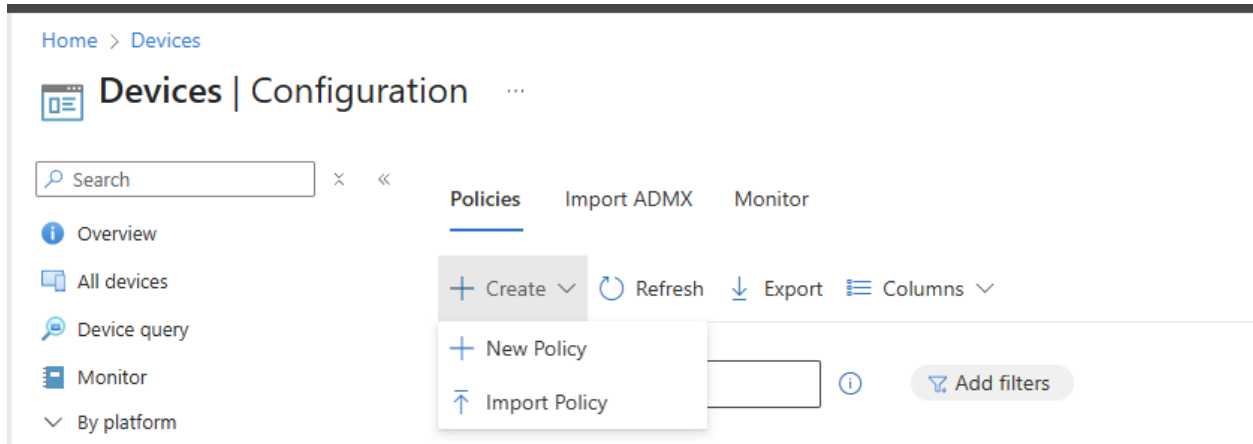 Home > Devices
Devices | Configuration ...
Search
Overview
All devices
Device query
Monitor
By platform
Policies Import ADMX Monitor
Create Refresh Export Columns
New Policy
Import Policy
Add filters